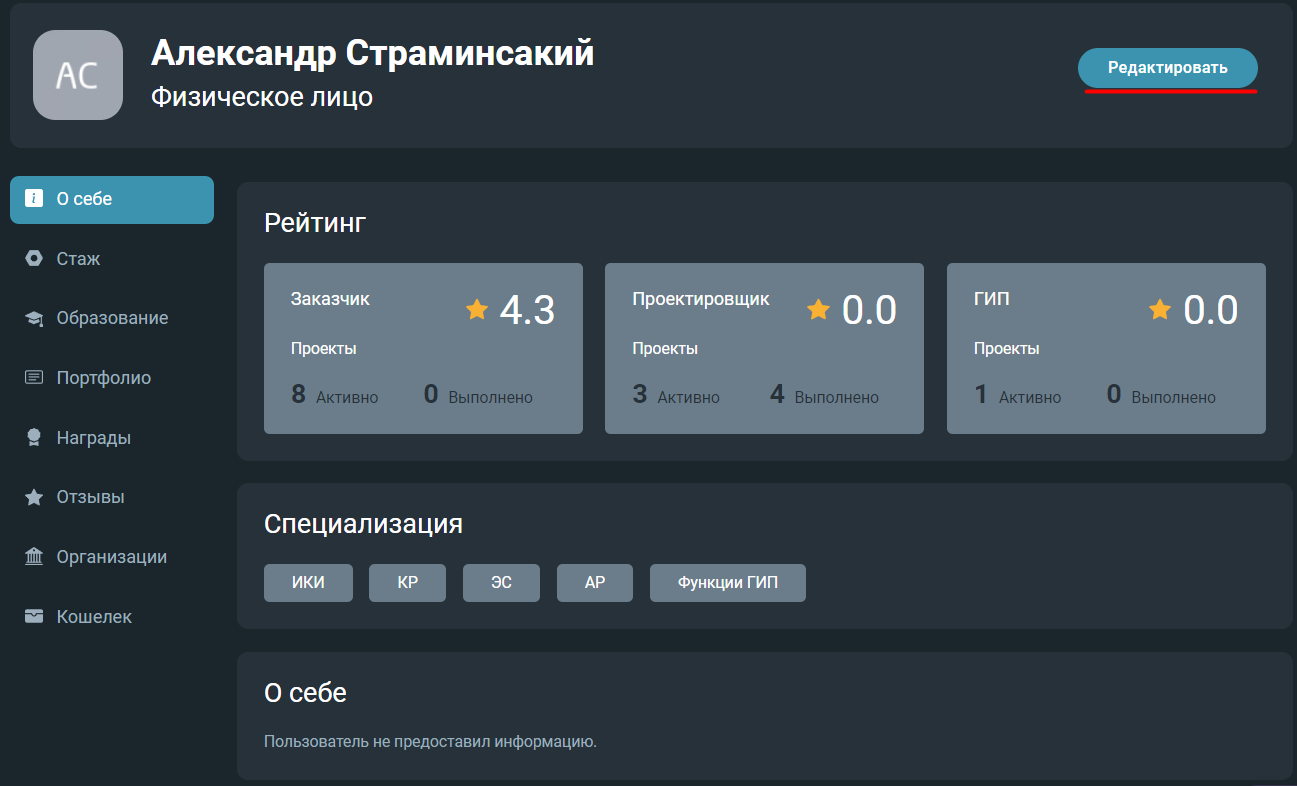 АС
Александр Страминсакий
Физическое лицо
Редактировать
О себе
Стаж
Образование
Портфолио
Награды
Отзывы
Организации
Кошелек
Рейтинг
Заказчик
4.3
Проекты
8 Активно 0 Выполнено
Проектировщик
0.0
Проекты
3 Активно 4 Выполнено
ГИП
0.0
Проекты
1 Активно 0 Выполнено
Специализация
ИКИ КР ЭС АР Функции ГИП
О себе
Пользователь не предоставил информацию.